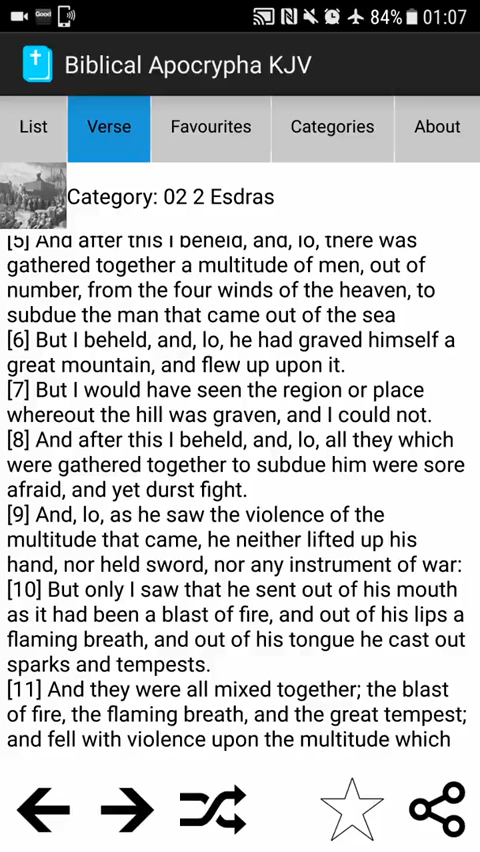 Good 84% 01:07
Biblical Apocrypha KJV
List Verse Favourites Categories About
Category: 02 2 Esdras
[5] And after this I beheld, and, lo, there was
gathered together a multitude of men, out of
number, from the four winds of the heaven, to
subdue the man that came out of the sea
[6] But I beheld, and, lo, he had graved himself a
great mountain, and flew up upon it.
[7] But I would have seen the region or place
whereout the hill was graven, and I could not.
[8] And after this I beheld, and, lo, all they which
were gathered together to subdue him were sore
afraid, and yet durst fight.
[9] And, lo, as he saw the violence of the
multitude that came, he neither lifted up his
hand, nor held sword, nor any instrument of war:
[10] But only I saw that he sent out of his mouth
as it had been a blast of fire, and out of his lips a
flaming breath, and out of his tongue he cast out
sparks and tempests.
[11] And they were all mixed together; the blast
of fire, the flaming breath, and the great tempest;
and fell with violence upon the multitude which